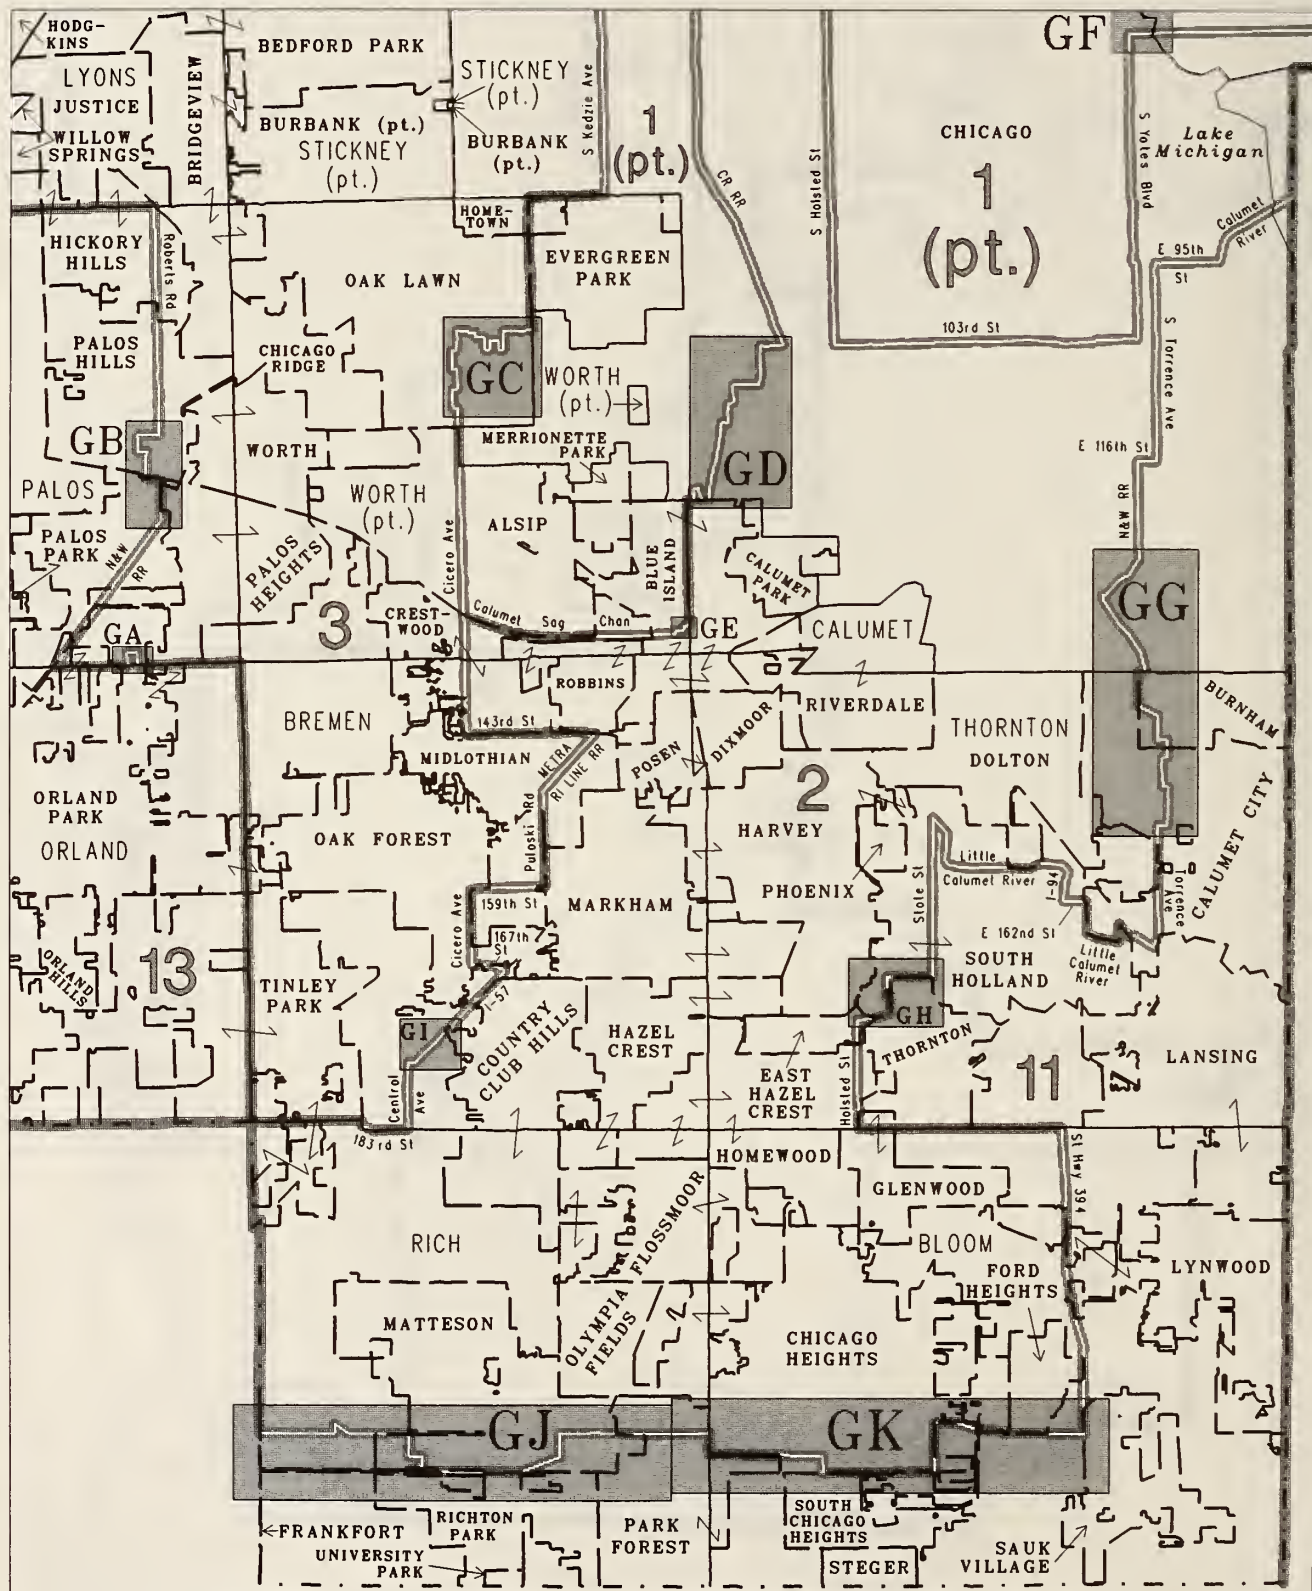 HODG-
KINS
LYONS
JUSTICE
WILLOW
SPRINGS
BRIDGEVIEW
BEDFORD PARK
STICKNEY
(pt.)
BURBANK (pt.)
STICKNEY
(pt.)
BURBANK
(pt.)
S Kedzie Ave
1
(pt.)
CR RR
S Halsted St
CHICAGO
1
(pt.)
GF
S Yates Blvd
Lake
Michigan
Calumet
River
E 95th
St
HOME-
TOWN
HICKORY
HILLS
Roberts Rd
OAK LAWN
EVERGREEN
PARK
PALOS
HILLS
CHICAGO
RIDGE
103rd St
S Torrence Ave
GC
WORTH
(pt.)
GB
WORTH
MERRIONETTE
PARK
GD
E 116th St
PALOS
WORTH
(pt.)
ALSIP
N&W RR
PALOS
PARK
N&W
RR
PALOS
HEIGHTS
Cicero Ave
BLUE
ISLAND
CALUMET
PARK
GG
GA
3
CREST-
WOOD
Calumet
Sag
Chan
GE
CALUMET
ROBBINS
BURNHAM
BREMEN
143rd St
RIVERDALE
THORNTON
DOLTON
MIDLOTHIAN
METRA
RI LINE RR
POSEN
DIXMOOR
2
ORLAND
PARK
ORLAND
OAK FOREST
Pulaski Rd
HARVEY
CALUMET CITY
PHOENIX
State St
Little
Calumet River
I-94
Torrence
Ave
159th St
MARKHAM
Cicero Ave
167th
St
E 162nd St
Little
Calumet
River
SOUTH
HOLLAND
ORLAND
HILLS
13
TINLEY
PARK
I-57
GI
COUNTRY
CLUB HILLS
HAZEL
CREST
GH
THORNTON
EAST
HAZEL
CREST
Halsted St
11
LANSING
Central
Ave
183rd St
HOMEWOOD
St Hwy 394
GLENWOOD
RICH
FLOSSMOOR
BLOOM
FORD
HEIGHTS
LYNWOOD
MATTESON
OLYMPIA
FIELDS
CHICAGO
HEIGHTS
GJ
GK
FRANKFORT
RICHTON
PARK
UNIVERSITY
PARK
PARK
FOREST
SOUTH
CHICAGO
HEIGHTS
STEGER
SAUK
VILLAGE